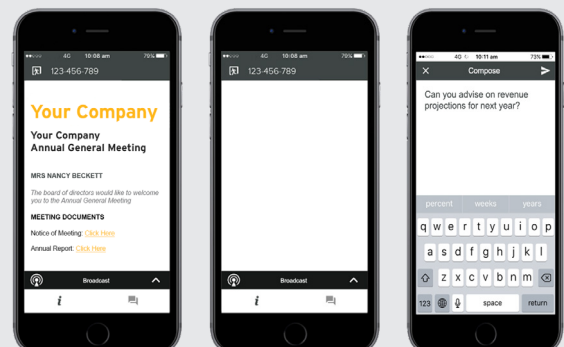 4G 10:08 am 79%
123-456-789
Your Company
Your Company
Annual General Meeting
MRS NANCY BECKETT
The board of directors would like to welcome
you to the Annual General Meeting
MEETING DOCUMENTS
Notice of Meeting: Click Here
Annual Report: Click Here
Broadcast
i
4G 10:08 am 79%
123-456-789
Broadcast
i
4G 10:11 am 73%
Compose
Can you advise on revenue
projections for next year?
percent weeks years
q w e r t y u i o p
a s d f g h j k l
z x c v b n m
123 space return